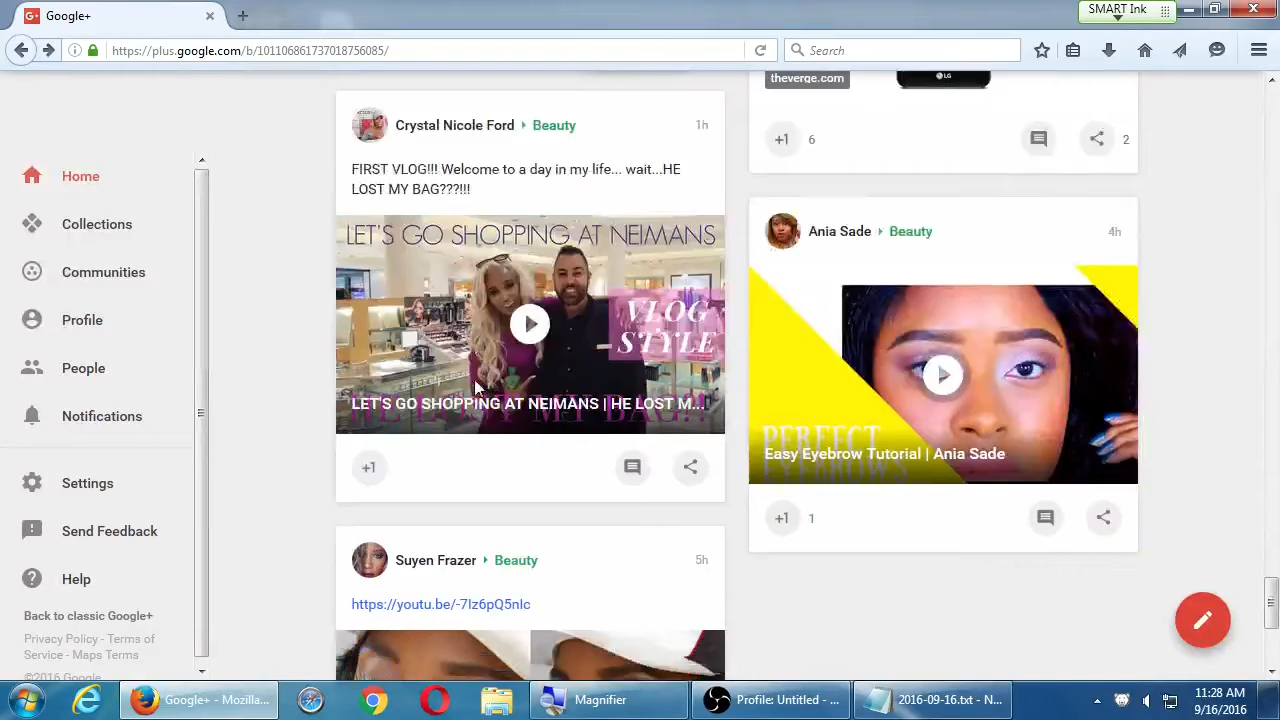 Google+
SMART Ink
https://plus.google.com/b/101106861737018756085/
Search
Home
Collections
Communities
Profile
People
Notifications
Settings
Send Feedback
Help
Back to classic Google+
Privacy Policy - Terms of
Service - Maps Terms
©2016 Google
Crystal Nicole Ford
Beauty
1h
FIRST VLOG!!! Welcome to a day in my life... wait...HE
LOST MY BAG???!!!
LET'S GO SHOPPING AT NEIMANS
VLOG
STYLE
LET'S GO SHOPPING AT NEIMANS | HE LOST M...
+1
Suyen Frazer
Beauty
5h
https://youtu.be/-7Iz6pQ5nIc
theverge.com
LG
+1
6
2
Ania Sade
Beauty
4h
PERFECT
EYEBROWS
Easy Eyebrow Tutorial | Ania Sade
+1
1
Google+ - Mozilla...
Magnifier
Profile: Untitled - ...
2016-09-16.txt - N...
11:28 AM
9/16/2016